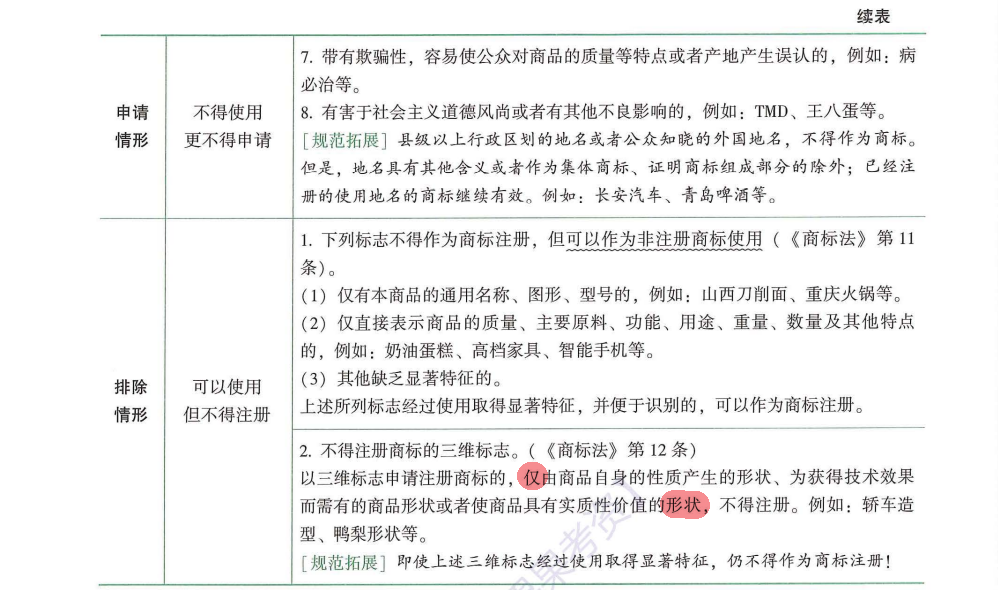 续表
7. 带有欺骗性，容易使公众对商品的质量等特点或者产地产生误认的，例如：病
必治等。
申请
情形
不得使用
更不得申请
8. 有害于社会主义道德风尚或者有其他不良影响的，例如：TMD、王八蛋等。
[规范拓展] 县级以上行政区划的地名或者公众知晓的外国地名，不得作为商标。
但是，地名具有其他含义或者作为集体商标、证明商标组成部分的除外；已经注
册的使用地名的商标继续有效。例如：长安汽车、青岛啤酒等。
排除
情形
可以使用
但不得注册
1. 下列标志不得作为商标注册，但可以作为非注册商标使用（《商标法》第 11
条）。
（1）仅有本商品的通用名称、图形、型号的，例如：山西刀削面、重庆火锅等。
（2）仅直接表示商品的质量、主要原料、功能、用途、重量、数量及其他特点
的，例如：奶油蛋糕、高档家具、智能手机等。
（3）其他缺乏显著特征的。
上述所列标志经过使用取得显著特征，并便于识别的，可以作为商标注册。
2. 不得注册商标的三维标志。（《商标法》第 12 条）
以三维标志申请注册商标的，仅由商品自身的性质产生的形状、为获得技术效果
而需有的商品形状或者使商品具有实质性价值的形状，不得注册。例如：轿车造
型、鸭梨形状等。
[规范拓展] 即使上述三维标志经过使用取得显著特征，仍不得作为商标注册！